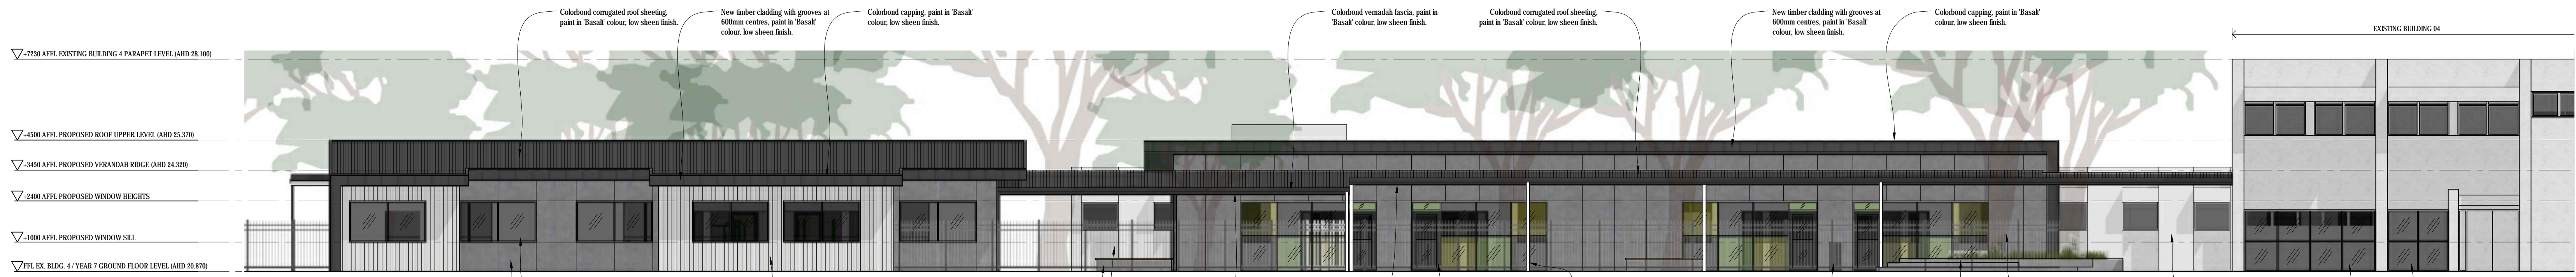 Colorbond corrugated roof sheeting,
paint in 'Basalt' colour, low sheen finish.
New timber cladding with grooves at
600mm centres, paint in 'Basalt'
colour, low sheen finish.
Colorbond capping, paint in 'Basalt'
colour, low sheen finish.
Colorbond vernadah fascia, paint in
'Basalt' colour, low sheen finish.
Colorbond corrugated roof sheeting,
paint in 'Basalt' colour, low sheen finish.
New timber cladding with grooves at
600mm centres, paint in 'Basalt'
colour, low sheen finish.
Colorbond capping, paint in 'Basalt'
colour, low sheen finish.
EXISTING BUILDING 04
+7230 AFFL EXISTING BUILDING 4 PARAPET LEVEL (AHD 28.100)
+4500 AFFL PROPOSED ROOF UPPER LEVEL (AHD 25.370)
+3450 AFFL PROPOSED VERANDAH RIDGE (AHD 24.320)
+2400 AFFL PROPOSED WINDOW HEIGHTS
+1000 AFFL PROPOSED WINDOW SILL
FFL EX. BLDG. 4 / YEAR 7 GROUND FLOOR LEVEL (AHD 20.870)